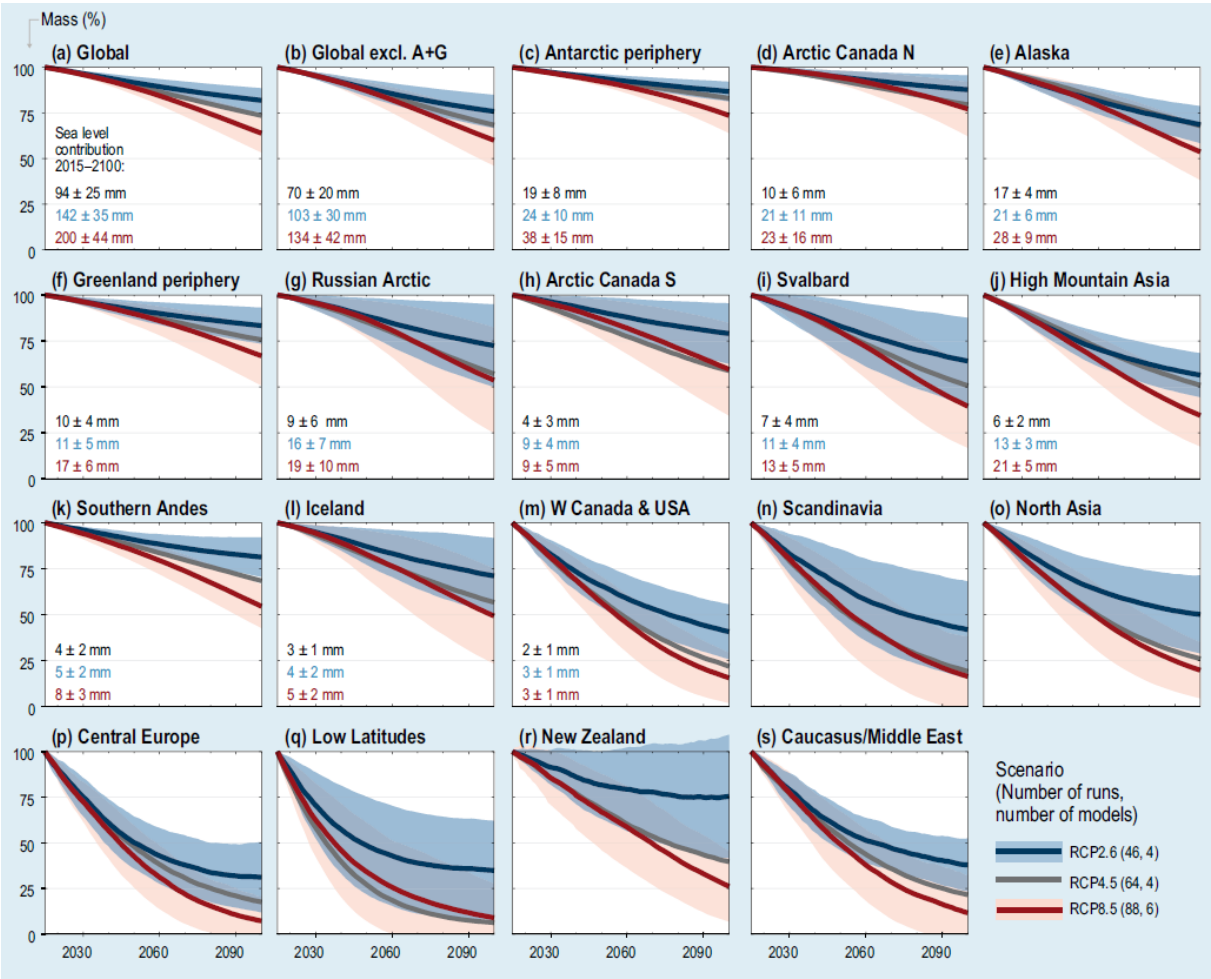 Mass (%)
(a) Global
(b) Global excl. A+G
(c) Antarctic periphery
(d) Arctic Canada N
(e) Alaska
100
75
50
25
0
Sea level
contribution
2015–2100:
94 ± 25 mm
142 ± 35 mm
200 ± 44 mm
70 ± 20 mm
103 ± 30 mm
134 ± 42 mm
19 ± 8 mm
24 ± 10 mm
38 ± 15 mm
10 ± 6 mm
21 ± 11 mm
23 ± 16 mm
17 ± 4 mm
21 ± 6 mm
28 ± 9 mm
(f) Greenland periphery
(g) Russian Arctic
(h) Arctic Canada S
(i) Svalbard
(j) High Mountain Asia
100
75
50
25
0
10 ± 4 mm
11 ± 5 mm
17 ± 6 mm
9 ± 6 mm
16 ± 7 mm
19 ± 10 mm
4 ± 3 mm
9 ± 4 mm
9 ± 5 mm
7 ± 4 mm
11 ± 4 mm
13 ± 5 mm
6 ± 2 mm
13 ± 3 mm
21 ± 5 mm
(k) Southern Andes
(l) Iceland
(m) W Canada & USA
(n) Scandinavia
(o) North Asia
100
75
50
25
0
4 ± 2 mm
5 ± 2 mm
8 ± 3 mm
3 ± 1 mm
4 ± 2 mm
5 ± 2 mm
2 ± 1 mm
3 ± 1 mm
3 ± 1 mm
(p) Central Europe
(q) Low Latitudes
(r) New Zealand
(s) Caucasus/Middle East
100
75
50
25
0
2030 2060 2090
2030 2060 2090
2030 2060 2090
2030 2060 2090
Scenario
(Number of runs,
number of models)
RCP2.6 (46, 4)
RCP4.5 (64, 4)
RCP8.5 (88, 6)